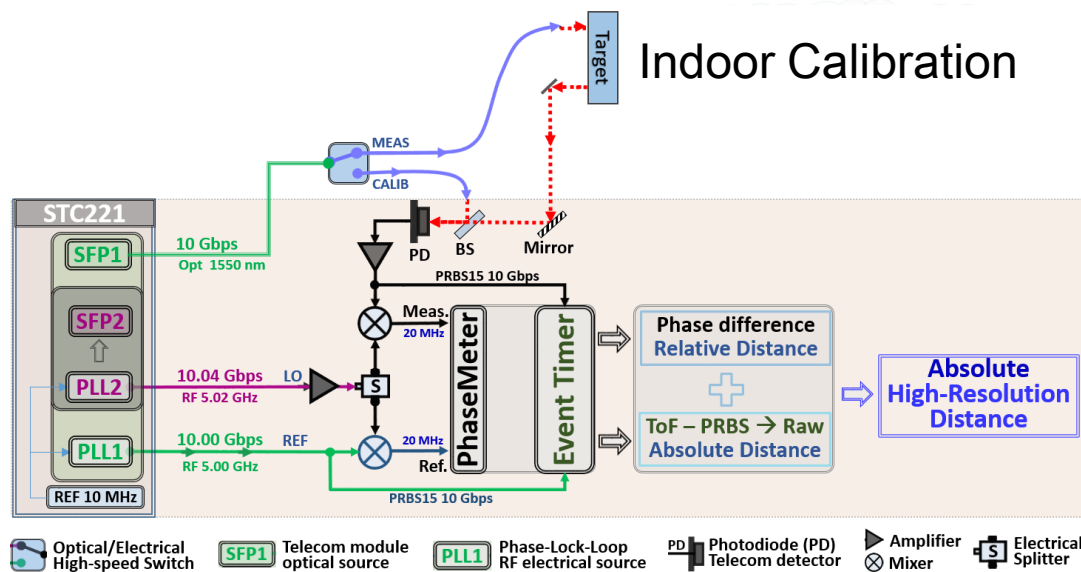 Indoor Calibration
Target
MEAS
CALIB
STC221
SFP1
10 Gbps
Opt 1550 nm
PD
BS
Mirror
PRBS15 10 Gbps
SFP2
Meas.
20 MHz
PhaseMeter
Event Timer
Phase difference
Relative Distance
PLL2
10.04 Gbps
LO
RF 5.02 GHz
S
Absolute
High-Resolution
Distance
PLL1
10.00 Gbps
REF
RF 5.00 GHz
20 MHz
Ref.
ToF – PRBS → Raw
Absolute Distance
REF 10 MHz
PRBS15 10 Gbps
Optical/Electrical
High-speed Switch
SFP1
Telecom module
optical source
PLL1
Phase-Lock-Loop
RF electrical source
PD
Photodiode (PD)
Telecom detector
Amplifier
Mixer
S
Electrical
Splitter